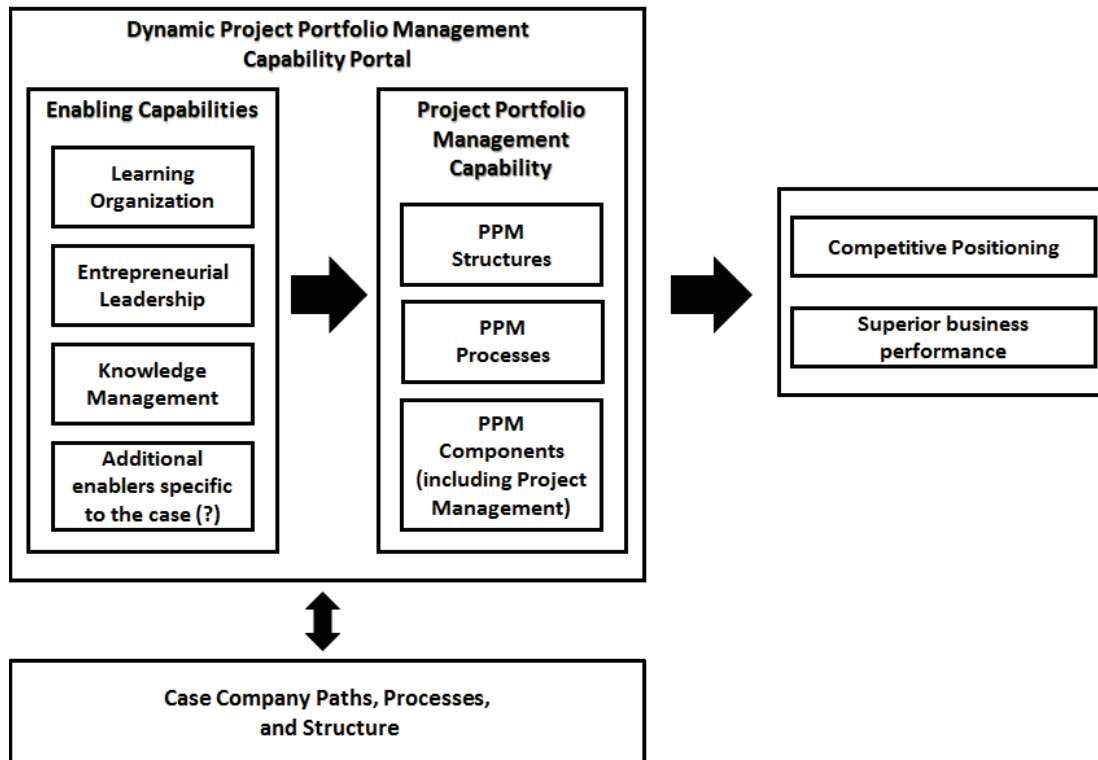 Dynamic Project Portfolio Management
Capability Portal
Enabling Capabilities
Learning
Organization
Entrepreneurial
Leadership
Knowledge
Management
Additional
enablers specific
to the case (?)
Project Portfolio
Management
Capability
PPM
Structures
PPM
Processes
PPM
Components
(including Project
Management)
Competitive Positioning
Superior business
performance
Case Company Paths, Processes,
and Structure